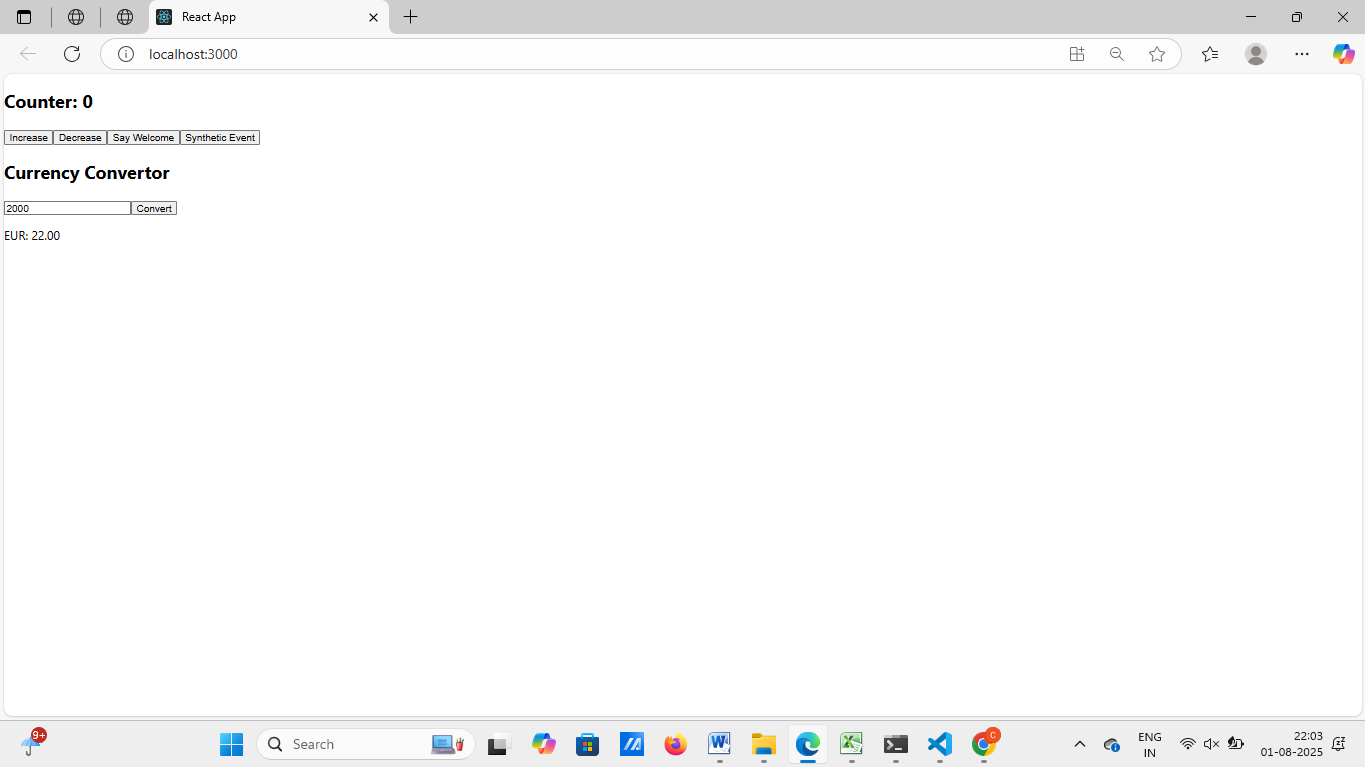 React App
localhost:3000
Counter: 0
Increase Decrease Say Welcome Synthetic Event
Currency Convertor
2000 Convert
EUR: 22.00
9+
Search
C
ENG
IN
22:03
01-08-2025